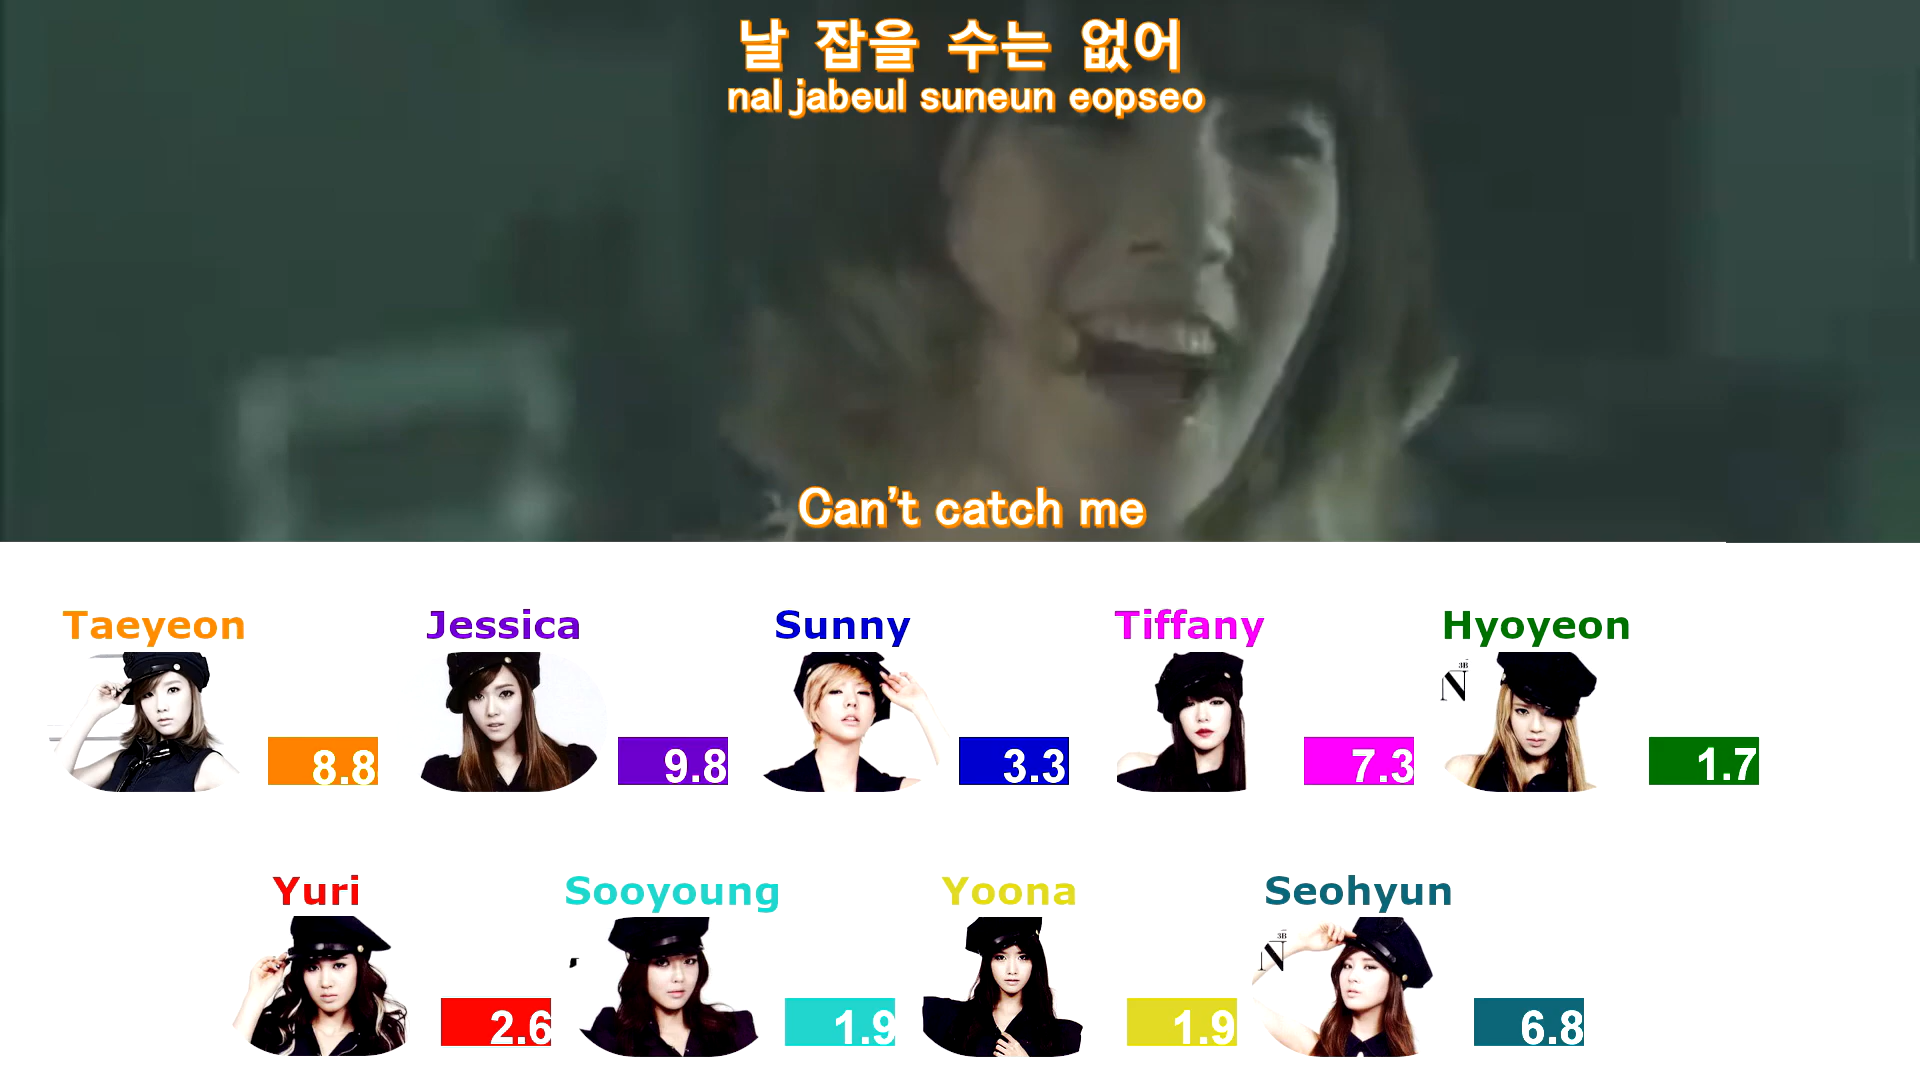 날 잡을 수는 없어
nal jabeul suneun eopseo
Can't catch me
Taeyeon
Jessica
Sunny
Tiffany
Hyoyeon
3B
N
8.8
9.8
3.3
7.3
1.7
Yuri
Sooyoung
Yoona
Seohyun
3B
N
2.6
1.9
1.9
6.8